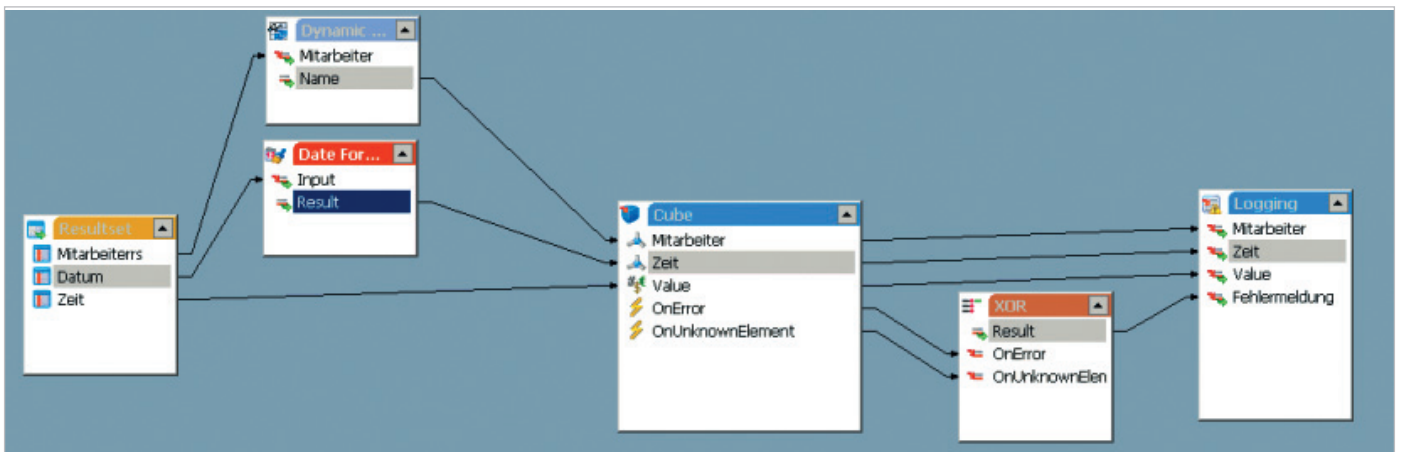 Dynamic ...
Mitarbeiter
Name
Date For...
Input
Result
Resultset
Mitarbeiterrs
Datum
Zeit
Cube
Mitarbeiter
Zeit
Value
OnError
OnUnknownElement
XOR
Result
OnError
OnUnknownElen
Logging
Mitarbeiter
Zeit
Value
Fehlermeldung